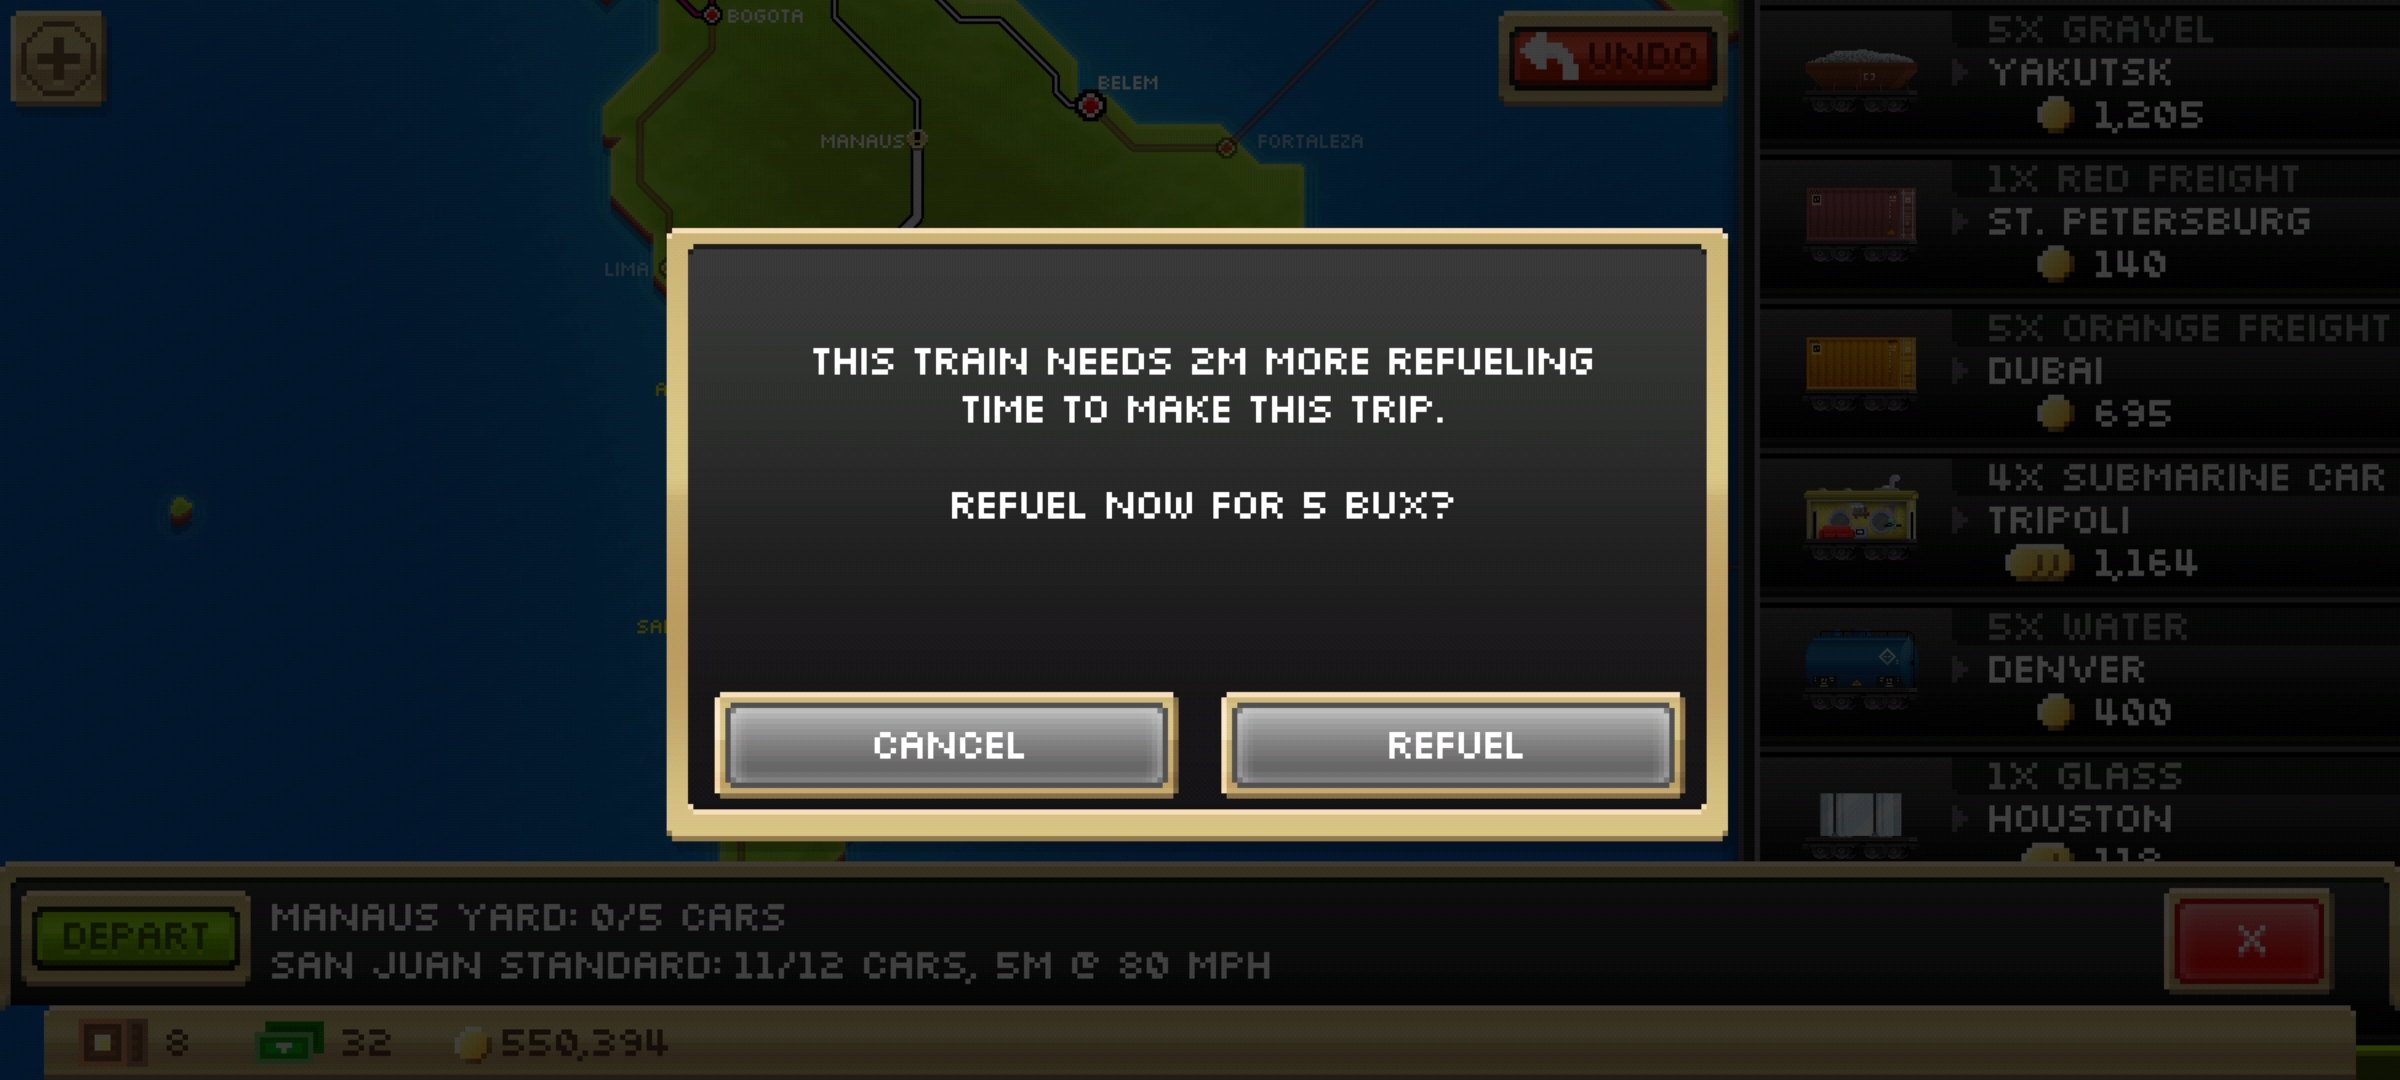 BOGOTA
BELEM
MANAUS
FORTALEZA
LIMA
UNDO
5X GRAVEL
YAKUTSK
1,205
1X RED FREIGHT
ST. PETERSBURG
140
5X ORANGE FREIGHT
DUBAI
695
4X SUBMARINE CAR
TRIPOLI
1,164
5X WATER
DENVER
400
1X GLASS
HOUSTON
THIS TRAIN NEEDS 2M MORE REFUELING
TIME TO MAKE THIS TRIP.
REFUEL NOW FOR 5 BUX?
CANCEL
REFUEL
DEPART
MANAUS YARD: 0/5 CARS
SAN JUAN STANDARD: 11/12 CARS, 5M @ 80 MPH
X
8
32
550,394